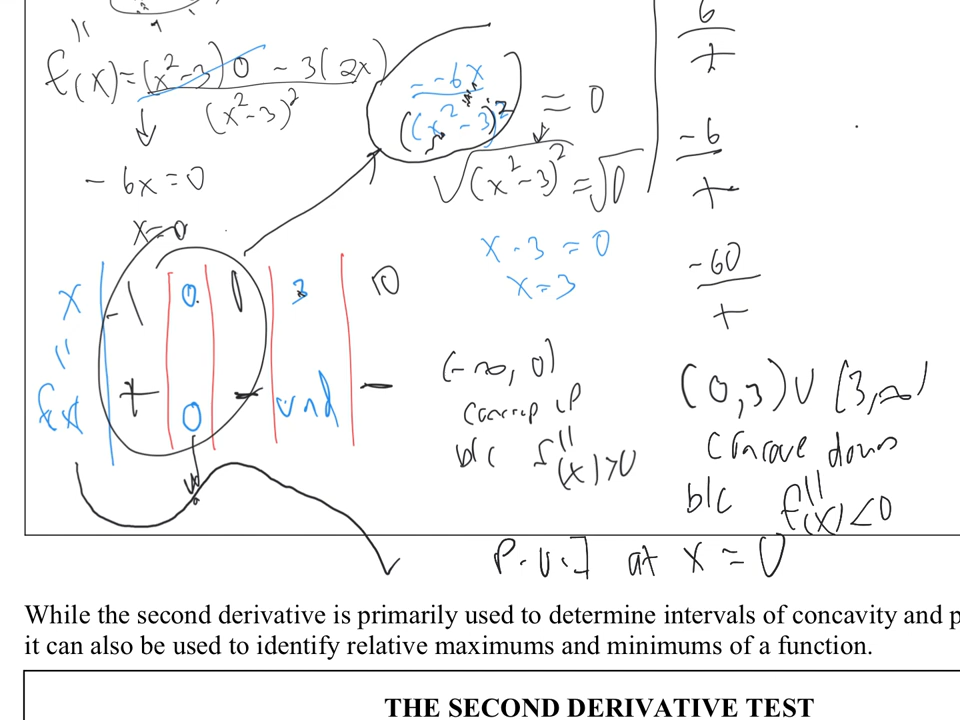 6
+
f''(x) = (x² - 3)0 - 3(2x) / (x² - 3)²
= -6x / (x² - 3)² = 0
- 6x = 0
x = 0
√(x² - 3)² = √0
x - 3 = 0
x = 3
-6
+
-60
+
x | -1 | 0 | 1 | 3 | 10
f''(x) | + | 0 | - | und | -
(-∞, 0)
concave up
b/c f''(x) > 0
(0, 3) ∪ (3, ∞)
concave down
b/c f''(x) < 0
P.O.I at x = 0
While the second derivative is primarily used to determine intervals of concavity and p
it can also be used to identify relative maximums and minimums of a function.
THE SECOND DERIVATIVE TEST